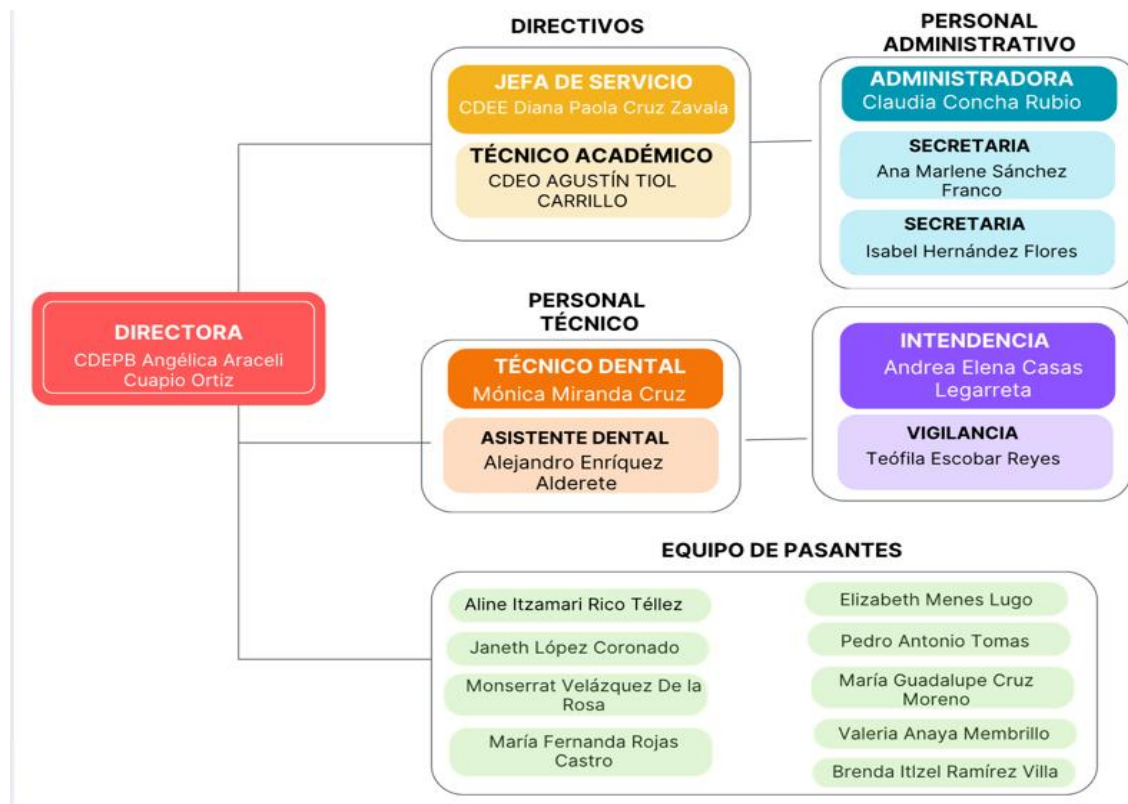 DIRECTIVOS
JEFA DE SERVICIO
CDEE Diana Paola Cruz Zavala
TÉCNICO ACADÉMICO
CDEO AGUSTÍN TIOL
CARRILLO
PERSONAL
ADMINISTRATIVO
ADMINISTRADORA
Claudia Concha Rubio
SECRETARIA
Ana Marlene Sánchez
Franco
SECRETARIA
Isabel Hernández Flores
DIRECTORA
CDEPB Angélica Araceli
Cuapio Ortiz
PERSONAL
TÉCNICO
TÉCNICO DENTAL
Mónica Miranda Cruz
ASISTENTE DENTAL
Alejandro Enríquez
Alderete
INTENDENCIA
Andrea Elena Casas
Legarreta
VIGILANCIA
Teófila Escobar Reyes
EQUIPO DE PASANTES
Aline Itzamari Rico Téllez
Janeth López Coronado
Monserrat Velázquez De la
Rosa
María Fernanda Rojas
Castro
Elizabeth Menes Lugo
Pedro Antonio Tomas
María Guadalupe Cruz
Moreno
Valeria Anaya Membrillo
Brenda Itlzel Ramírez Villa